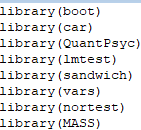 library(boot)
library(car)
library(QuantPsyc)
library(lmtest)
library(sandwich)
library(vars)
library(nortest)
library(MASS)